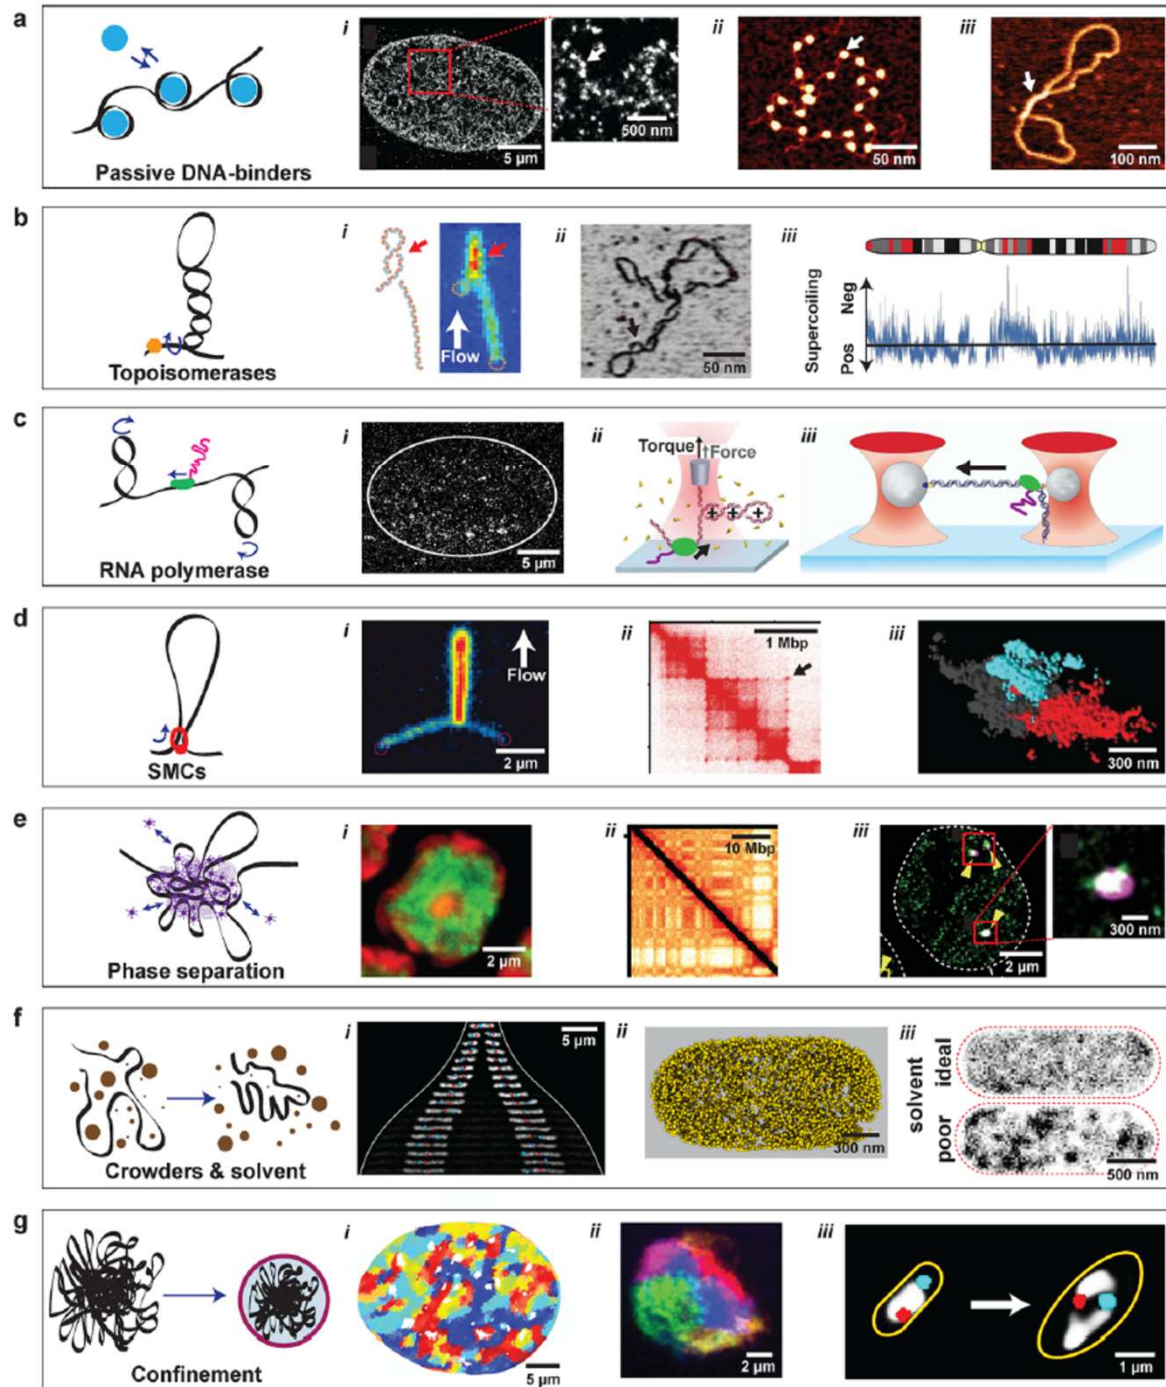 a
i
ii
iii
500 nm
5 µm
50 nm
100 nm
Passive DNA-binders
b
i
ii
iii
Flow
50 nm
Supercoiling
Pos Neg
Topoisomerases
c
i
ii
iii
Torque
Force
+ + +
5 µm
RNA polymerase
d
i
ii
iii
Flow
1 Mbp
2 µm
300 nm
SMCs
e
i
ii
iii
10 Mbp
2 µm
2 µm
300 nm
Phase separation
f
i
ii
iii
5 µm
300 nm
solvent
poor ideal
500 nm
Crowders & solvent
g
i
ii
iii
5 µm
2 µm
1 µm
Confinement